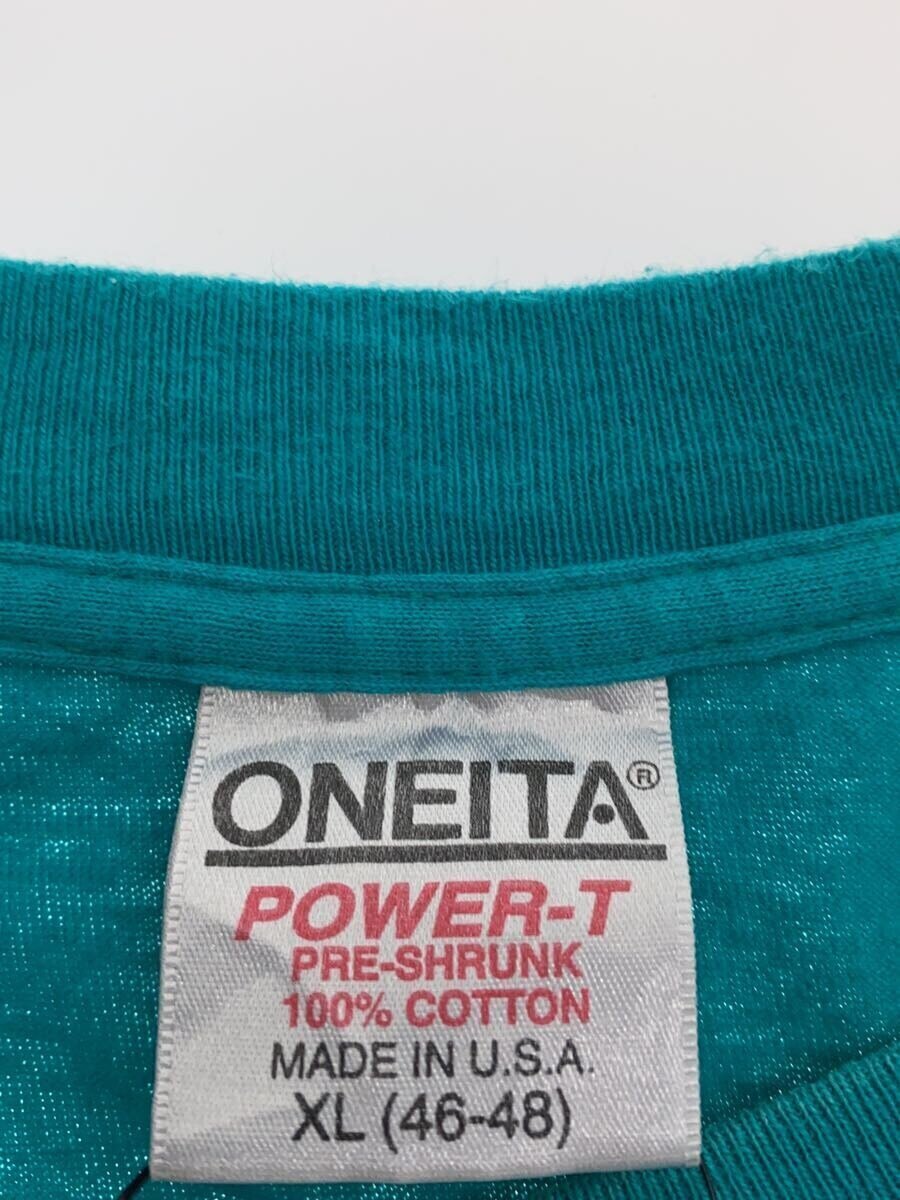 ONEITA®
POWER-T
PRE-SHRUNK
100% COTTON
MADE IN U.S.A.
XL (46-48)